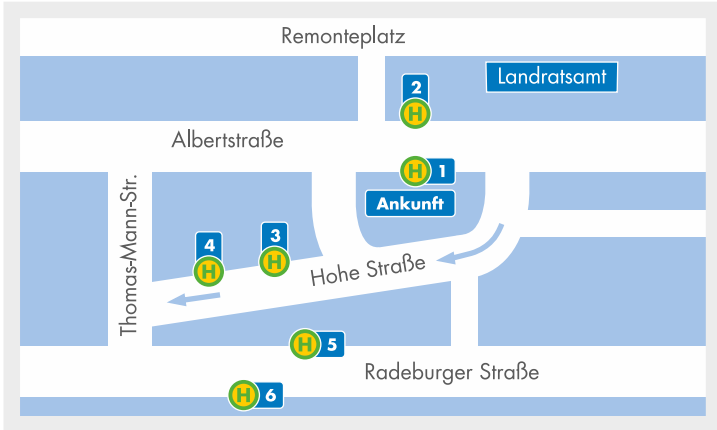 Remonteplatz
Landratsamt
2
H
Albertstraße
H 1
Ankunft
Thomas-Mann-Str.
3
H
4
H
Hohe Straße
H 5
Radeburger Straße
H 6